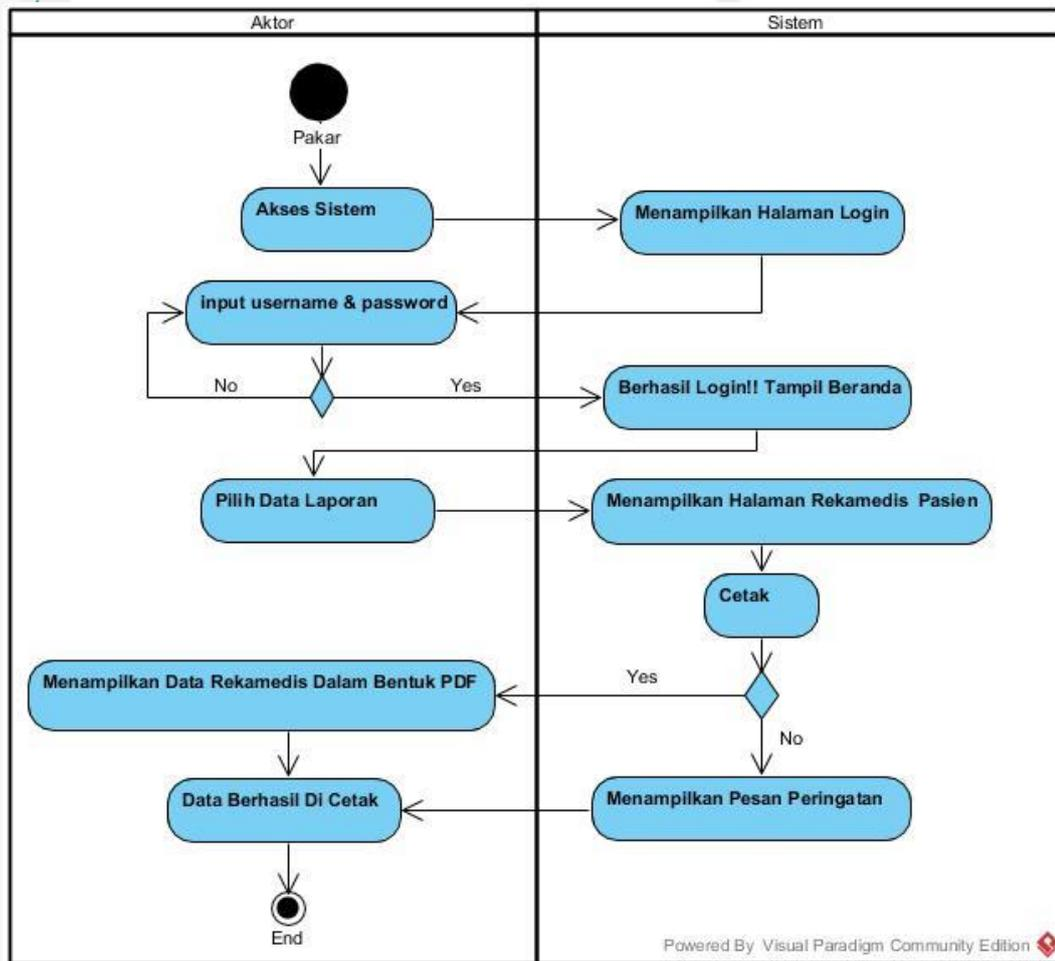 Aktor
Sistem
Pakar
Akses Sistem
Menampilkan Halaman Login
input username & password
No
Yes
Berhasil Login!! Tampil Beranda
Pilih Data Laporan
Menampilkan Halaman Rekamedis Pasien
Cetak
Yes
Menampilkan Data Rekamedis Dalam Bentuk PDF
No
Data Berhasil Di Cetak
Menampilkan Pesan Peringatan
End
Powered By Visual Paradigm Community Edition